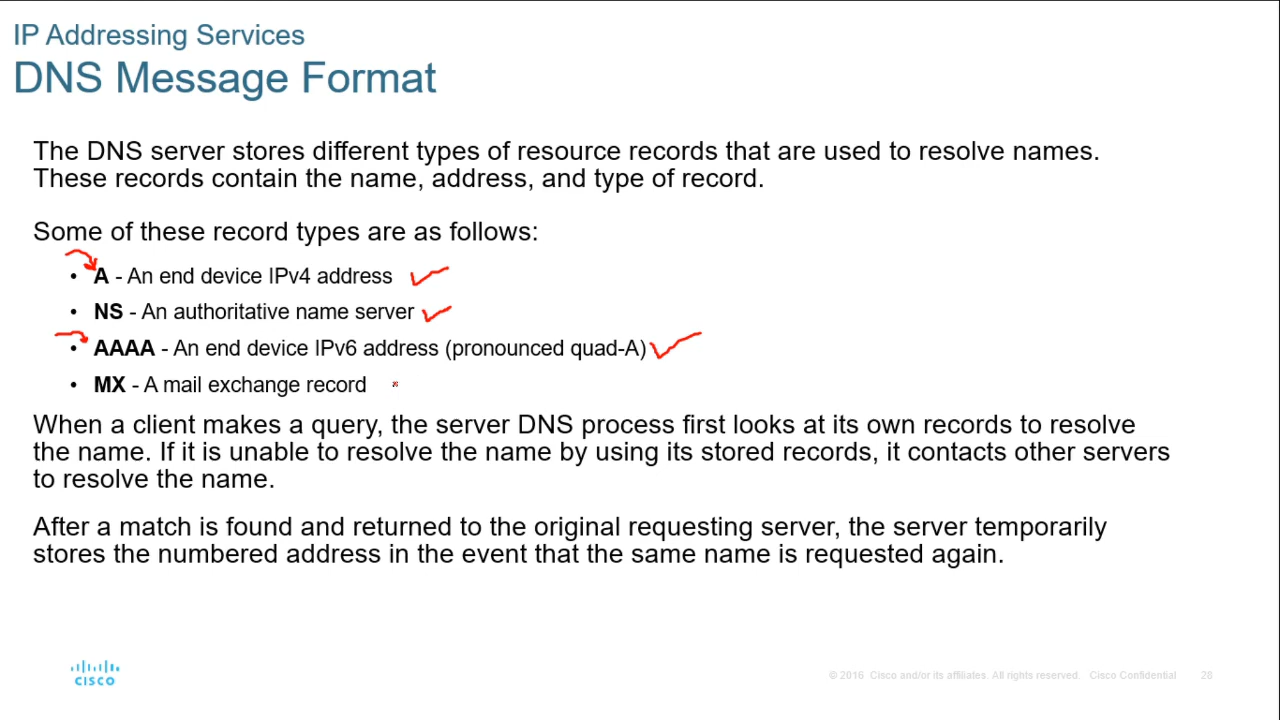 IP Addressing Services
DNS Message Format
The DNS server stores different types of resource records that are used to resolve names.
These records contain the name, address, and type of record.
Some of these record types are as follows:
• A - An end device IPv4 address
• NS - An authoritative name server
• AAAA - An end device IPv6 address (pronounced quad-A)
• MX - A mail exchange record
When a client makes a query, the server DNS process first looks at its own records to resolve
the name. If it is unable to resolve the name by using its stored records, it contacts other servers
to resolve the name.
After a match is found and returned to the original requesting server, the server temporarily
stores the numbered address in the event that the same name is requested again.
CISCO
© 2016 Cisco and/or its affiliates. All rights reserved. Cisco Confidential 28